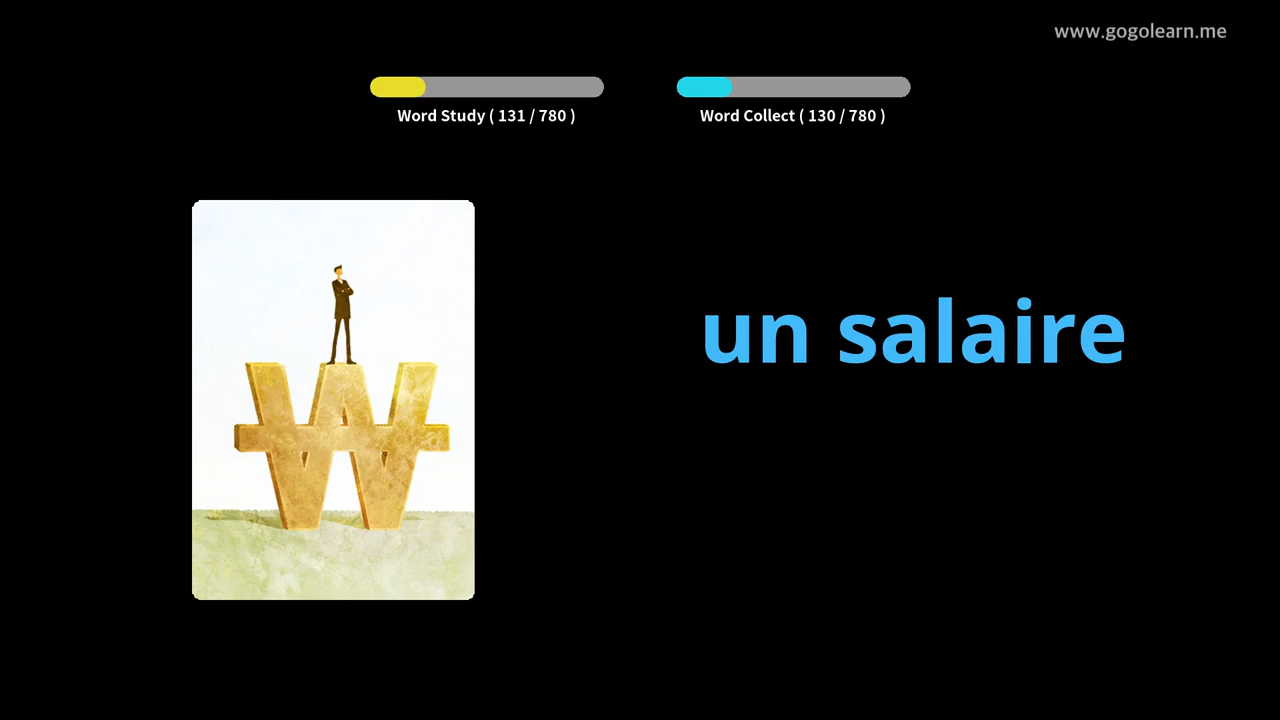 www.gogolearn.me
Word Study ( 131 / 780 )
Word Collect ( 130 / 780 )
₩
un salaire